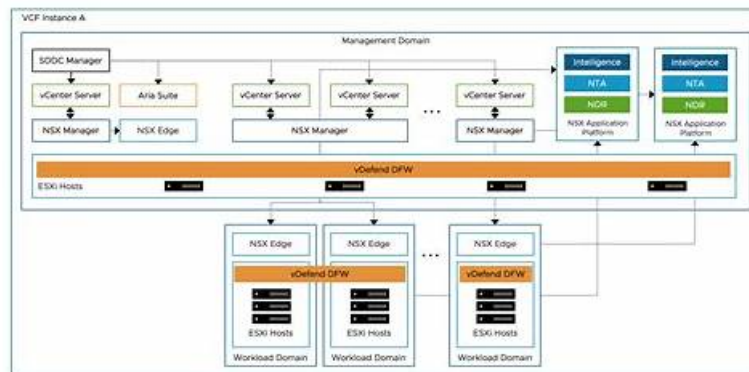 VCF Instance A
Management Domain
SDDC Manager
vCenter Server
Aria Suite
vCenter Server
vCenter Server
...
vCenter Server
NSX Manager
NSX Edge
NSX Manager
NSX Manager
Intelligence
NTA
NDR
NSX Application
Platform
Intelligence
NTA
NDR
NSX Application
Platform
vDefend DFW
ESXi Hosts
NSX Edge
NSX Edge
...
NSX Edge
vDefend DFW
vDefend DFW
ESXi Hosts
ESXi Hosts
ESXi Hosts
Workload Domain
Workload Domain
Workload Domain